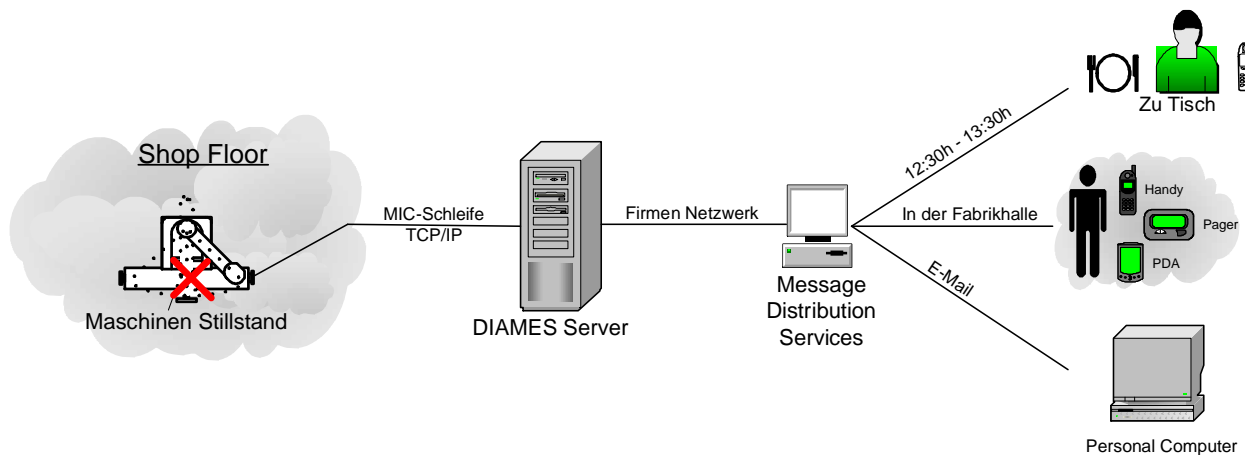 Shop Floor
Maschinen Stillstand
MIC-Schleife
TCP/IP
DIAMES Server
Firmen Netzwerk
Message
Distribution
Services
12:30h - 13:30h
Zu Tisch
In der Fabrikhalle
Handy
Pager
PDA
E-Mail
Personal Computer